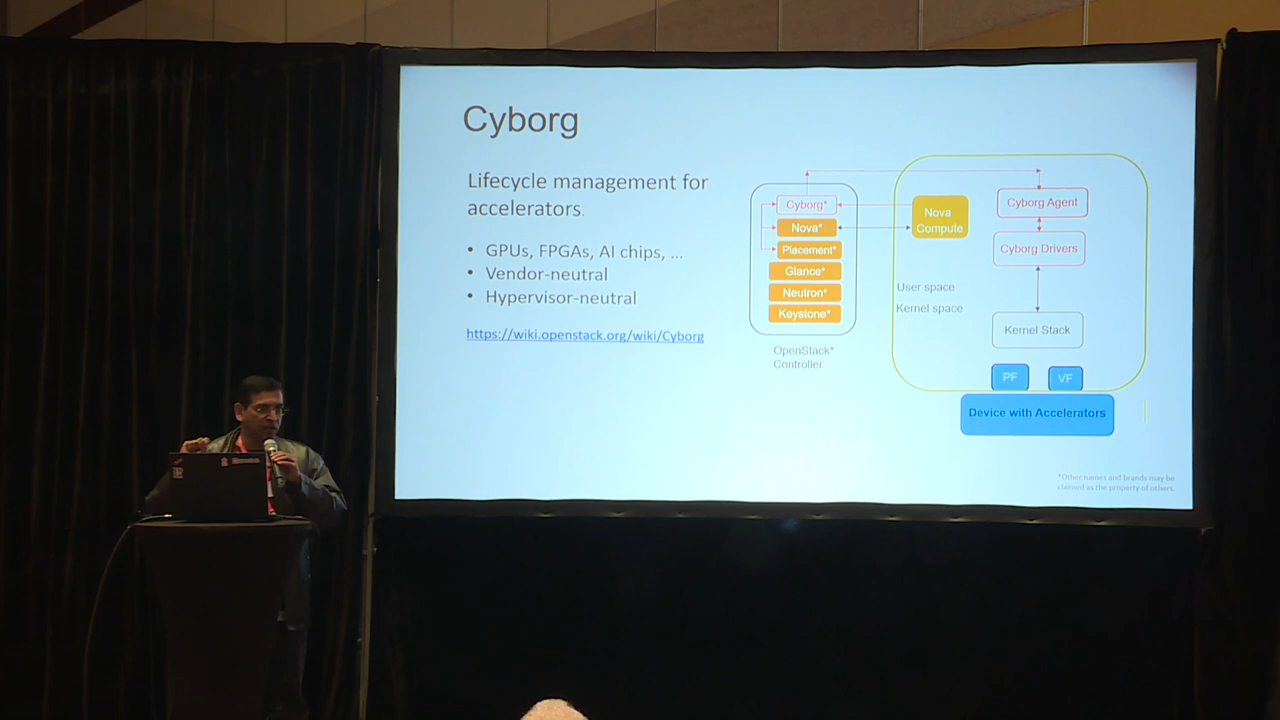 Cyborg
Lifecycle management for
accelerators.
• GPUs, FPGAs, AI chips, ...
• Vendor-neutral
• Hypervisor-neutral
https://wiki.openstack.org/wiki/Cyborg
Cyborg*
Nova*
Placement*
Glance*
Neutron*
Keystone*
OpenStack*
Controller
Nova
Compute
Cyborg Agent
Cyborg Drivers
User space
Kernel space
Kernel Stack
PF
VF
Device with Accelerators
*Other names and brands may be
claimed as the property of others.